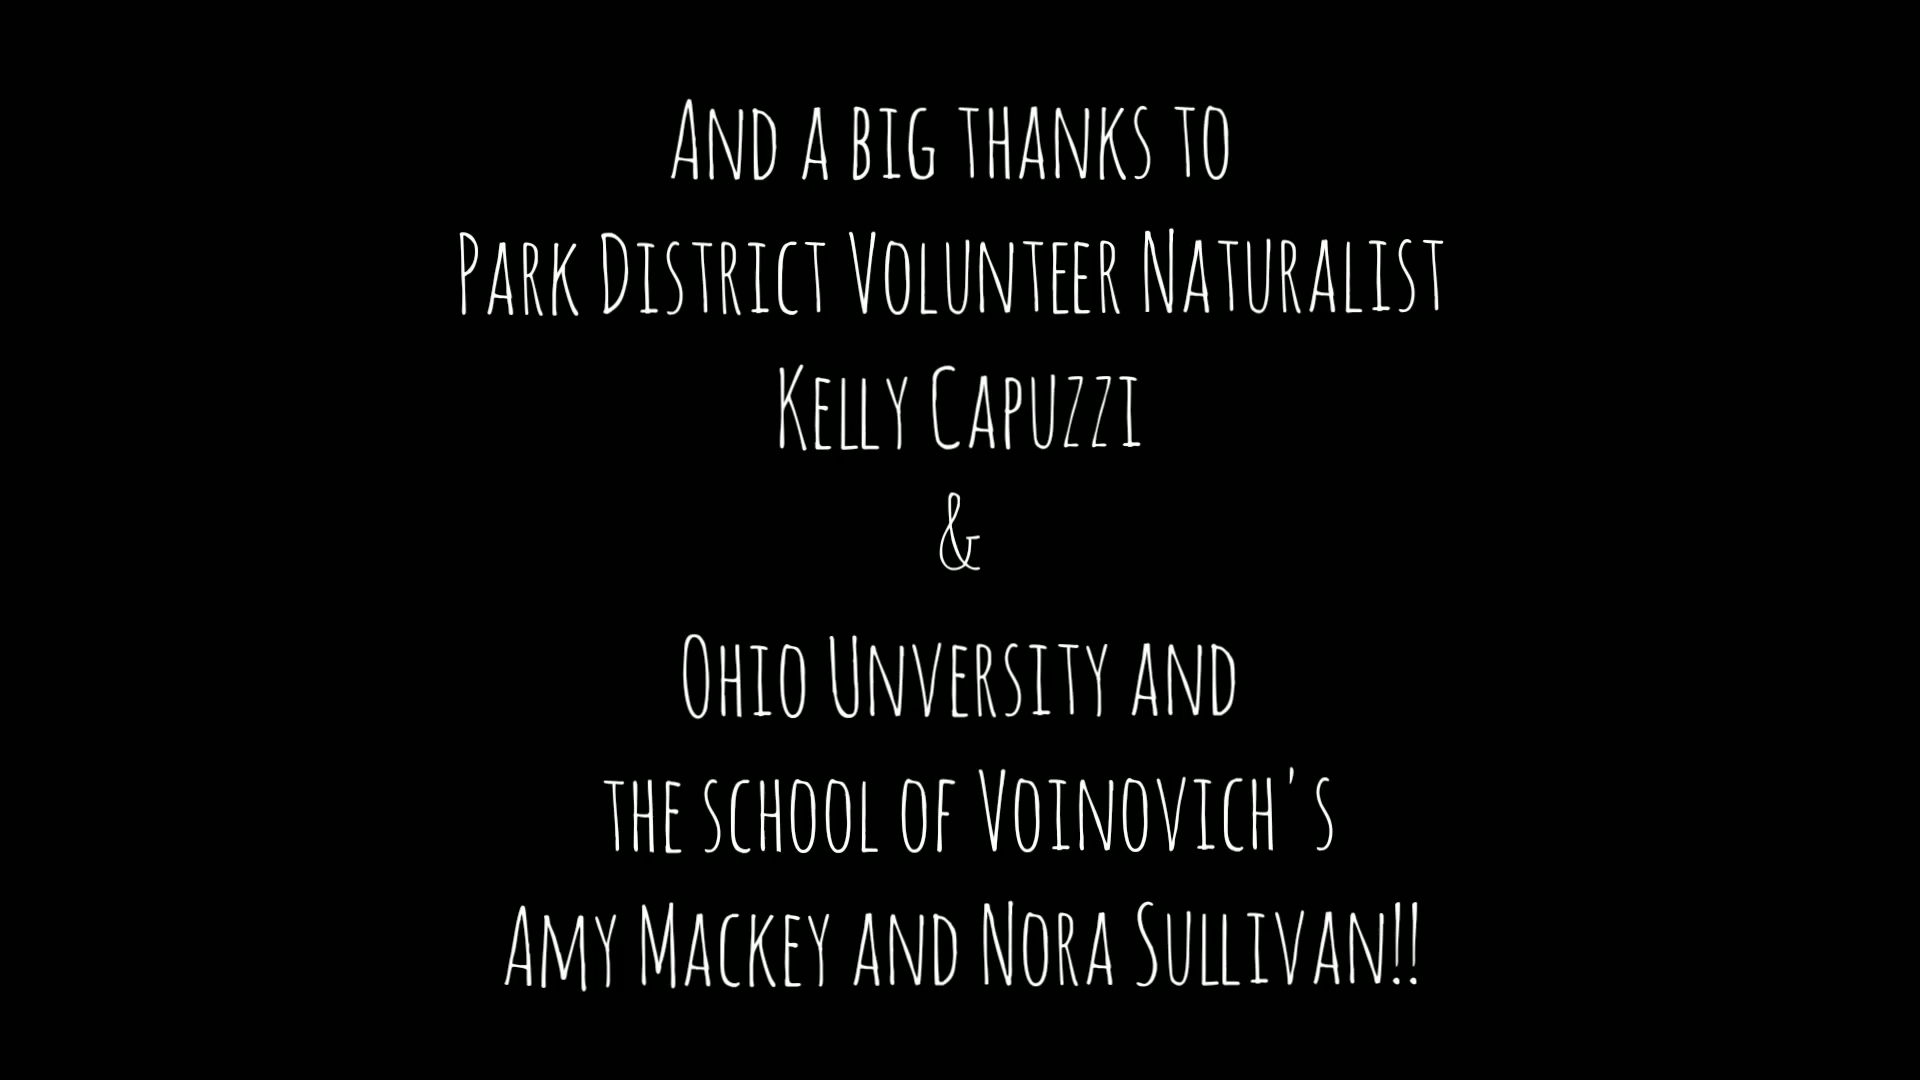 And a big thanks to
Park District Volunteer Naturalist
Kelly Capuzzi
&
Ohio Unversity and
the school of Voinovich's
Amy Mackey and Nora Sullivan!!